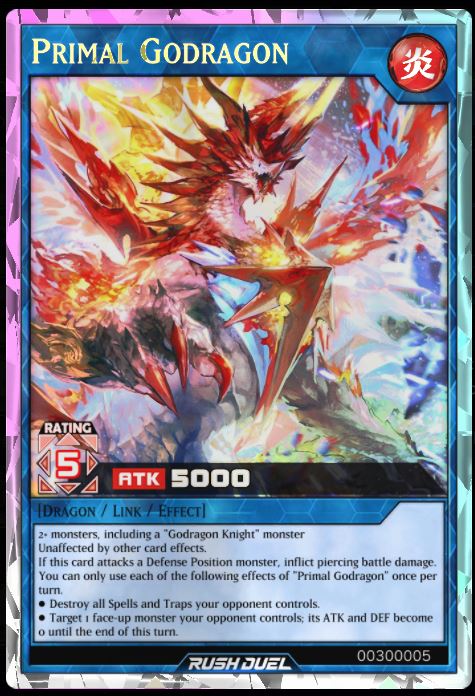 PRIMAL GODRAGON
炎
RATING
5
ATK 5000
[DRAGON / LINK / EFFECT]
2+ monsters, including a "Godragon Knight" monster
Unaffected by other card effects.
If this card attacks a Defense Position monster, inflict piercing battle damage.
You can only use each of the following effects of "Primal Godragon" once per
turn.
● Destroy all Spells and Traps your opponent controls.
● Target 1 face-up monster your opponent controls; its ATK and DEF become
0 until the end of this turn.
RUSH DUEL
00300005